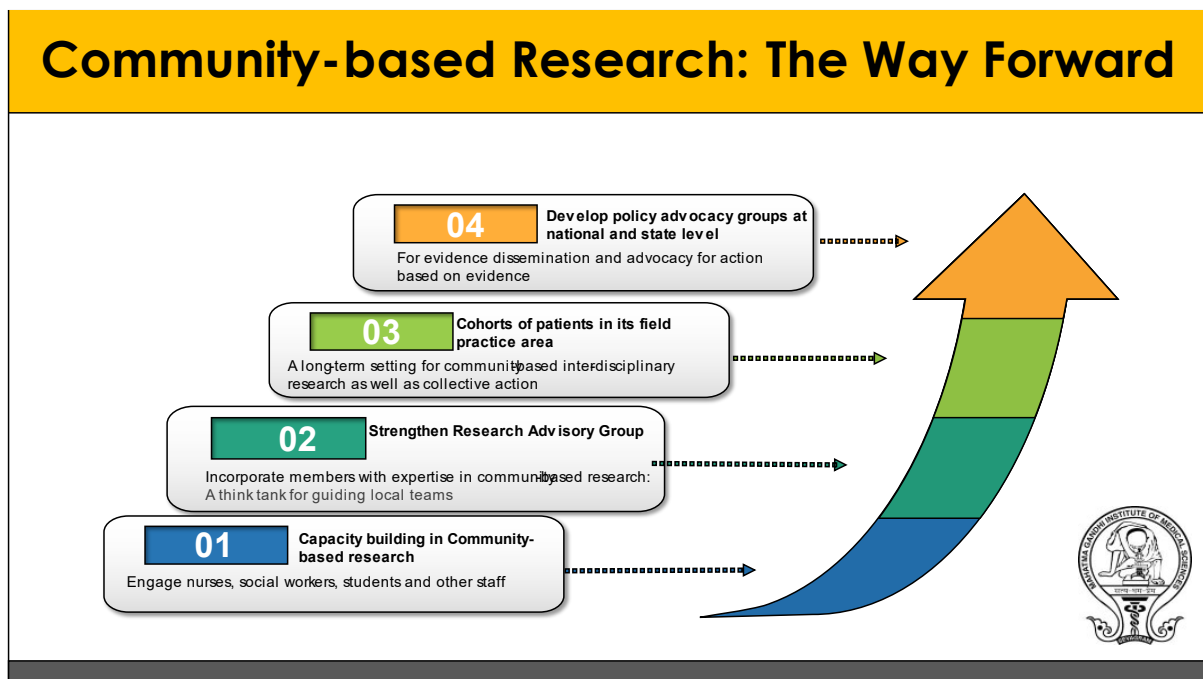 Community-based Research: The Way Forward
04
Develop policy advocacy groups at
national and state level
For evidence dissemination and advocacy for action
based on evidence
03
Cohorts of patients in its field
practice area
A long-term setting for community-based inter-disciplinary
research as well as collective action
02
Strengthen Research Advisory Group
Incorporate members with expertise in community-based research:
A think tank for guiding local teams
01
Capacity building in Community-
based research
Engage nurses, social workers, students and other staff
MAHATMA GANDHI INSTITUTE OF MEDICAL SCIENCES
सत्य-श्रम-प्रेम
SEVAGRAM